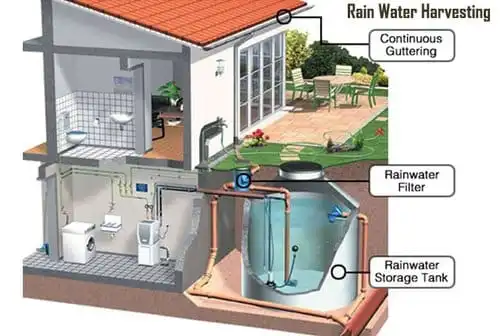 Rain Water Harvesting
Continuous
Guttering
Rainwater
Filter
Rainwater
Storage Tank